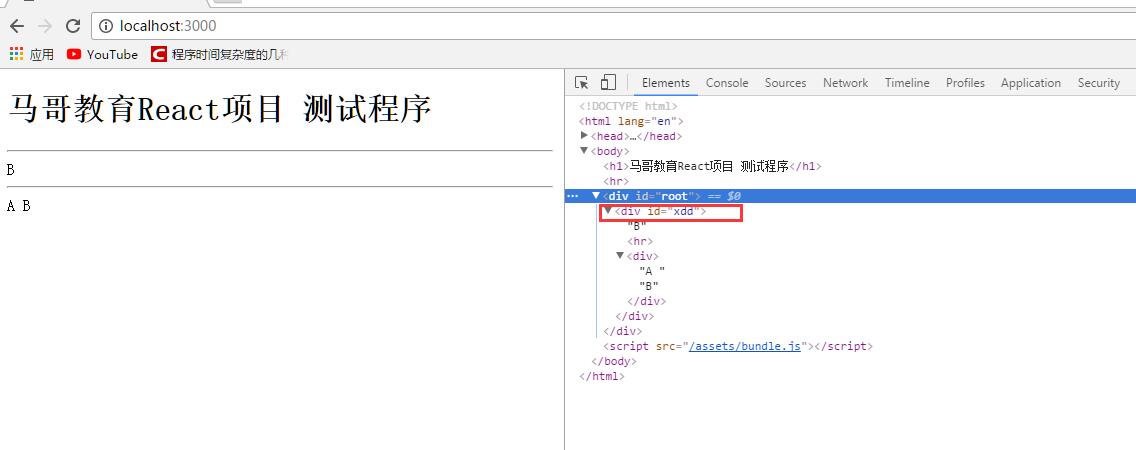 localhost:3000
应用 YouTube 程序时间复杂度的几
马哥教育React项目 测试程序
B
A B
Elements Console Sources Network Timeline Profiles Application Security
<!DOCTYPE html>
<html lang="en">
<head>…</head>
<body>
<h1>马哥教育React项目 测试程序</h1>
<hr>
<div id="root"> == $0
<div id="xdd">
"B"
<hr>
<div>
"A "
"B"
</div>
</div>
</div>
<script src="/assets/bundle.js"></script>
</body>
</html>